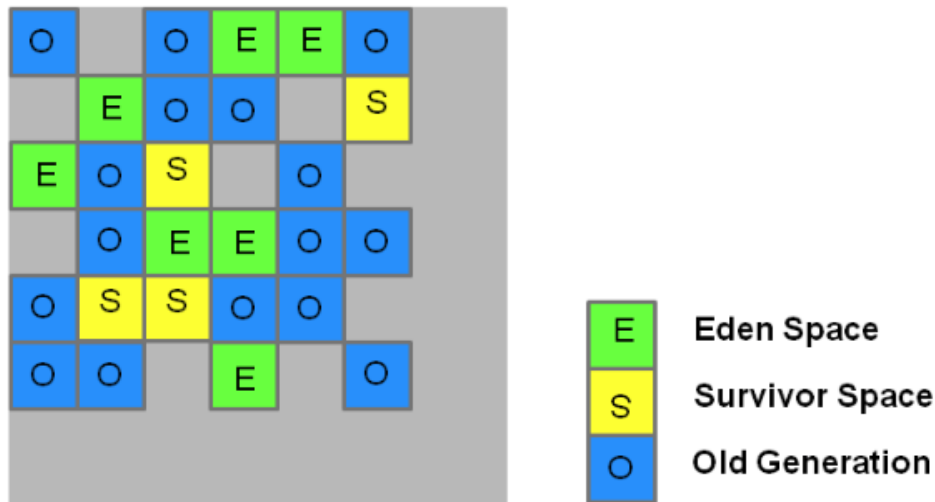 O O E E O
E O O S
E O S O
O E E O O
O S S O O
O O E O
E Eden Space
S Survivor Space
O Old Generation